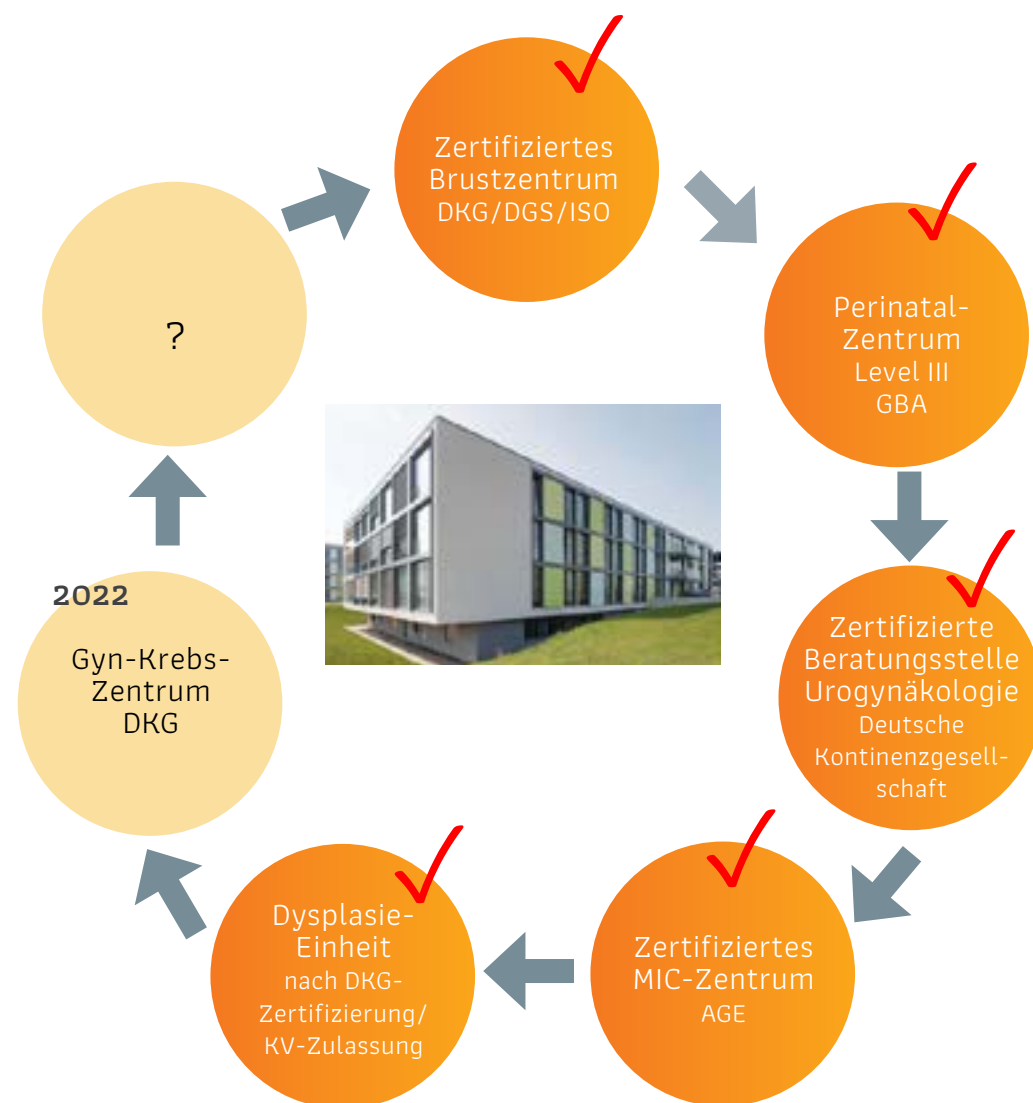 Zertifiziertes
Brustzentrum
DKG/DGS/ISO
Perinatal-
Zentrum
Level III
GBA
Zertifizierte
Beratungsstelle
Urogynäkologie
Deutsche
Kontinenzgesell-
schaft
Zertifiziertes
MIC-Zentrum
AGE
Dysplasie-
Einheit
nach DKG-
Zertifizierung/
KV-Zulassung
2022
Gyn-Krebs-
Zentrum
DKG
?